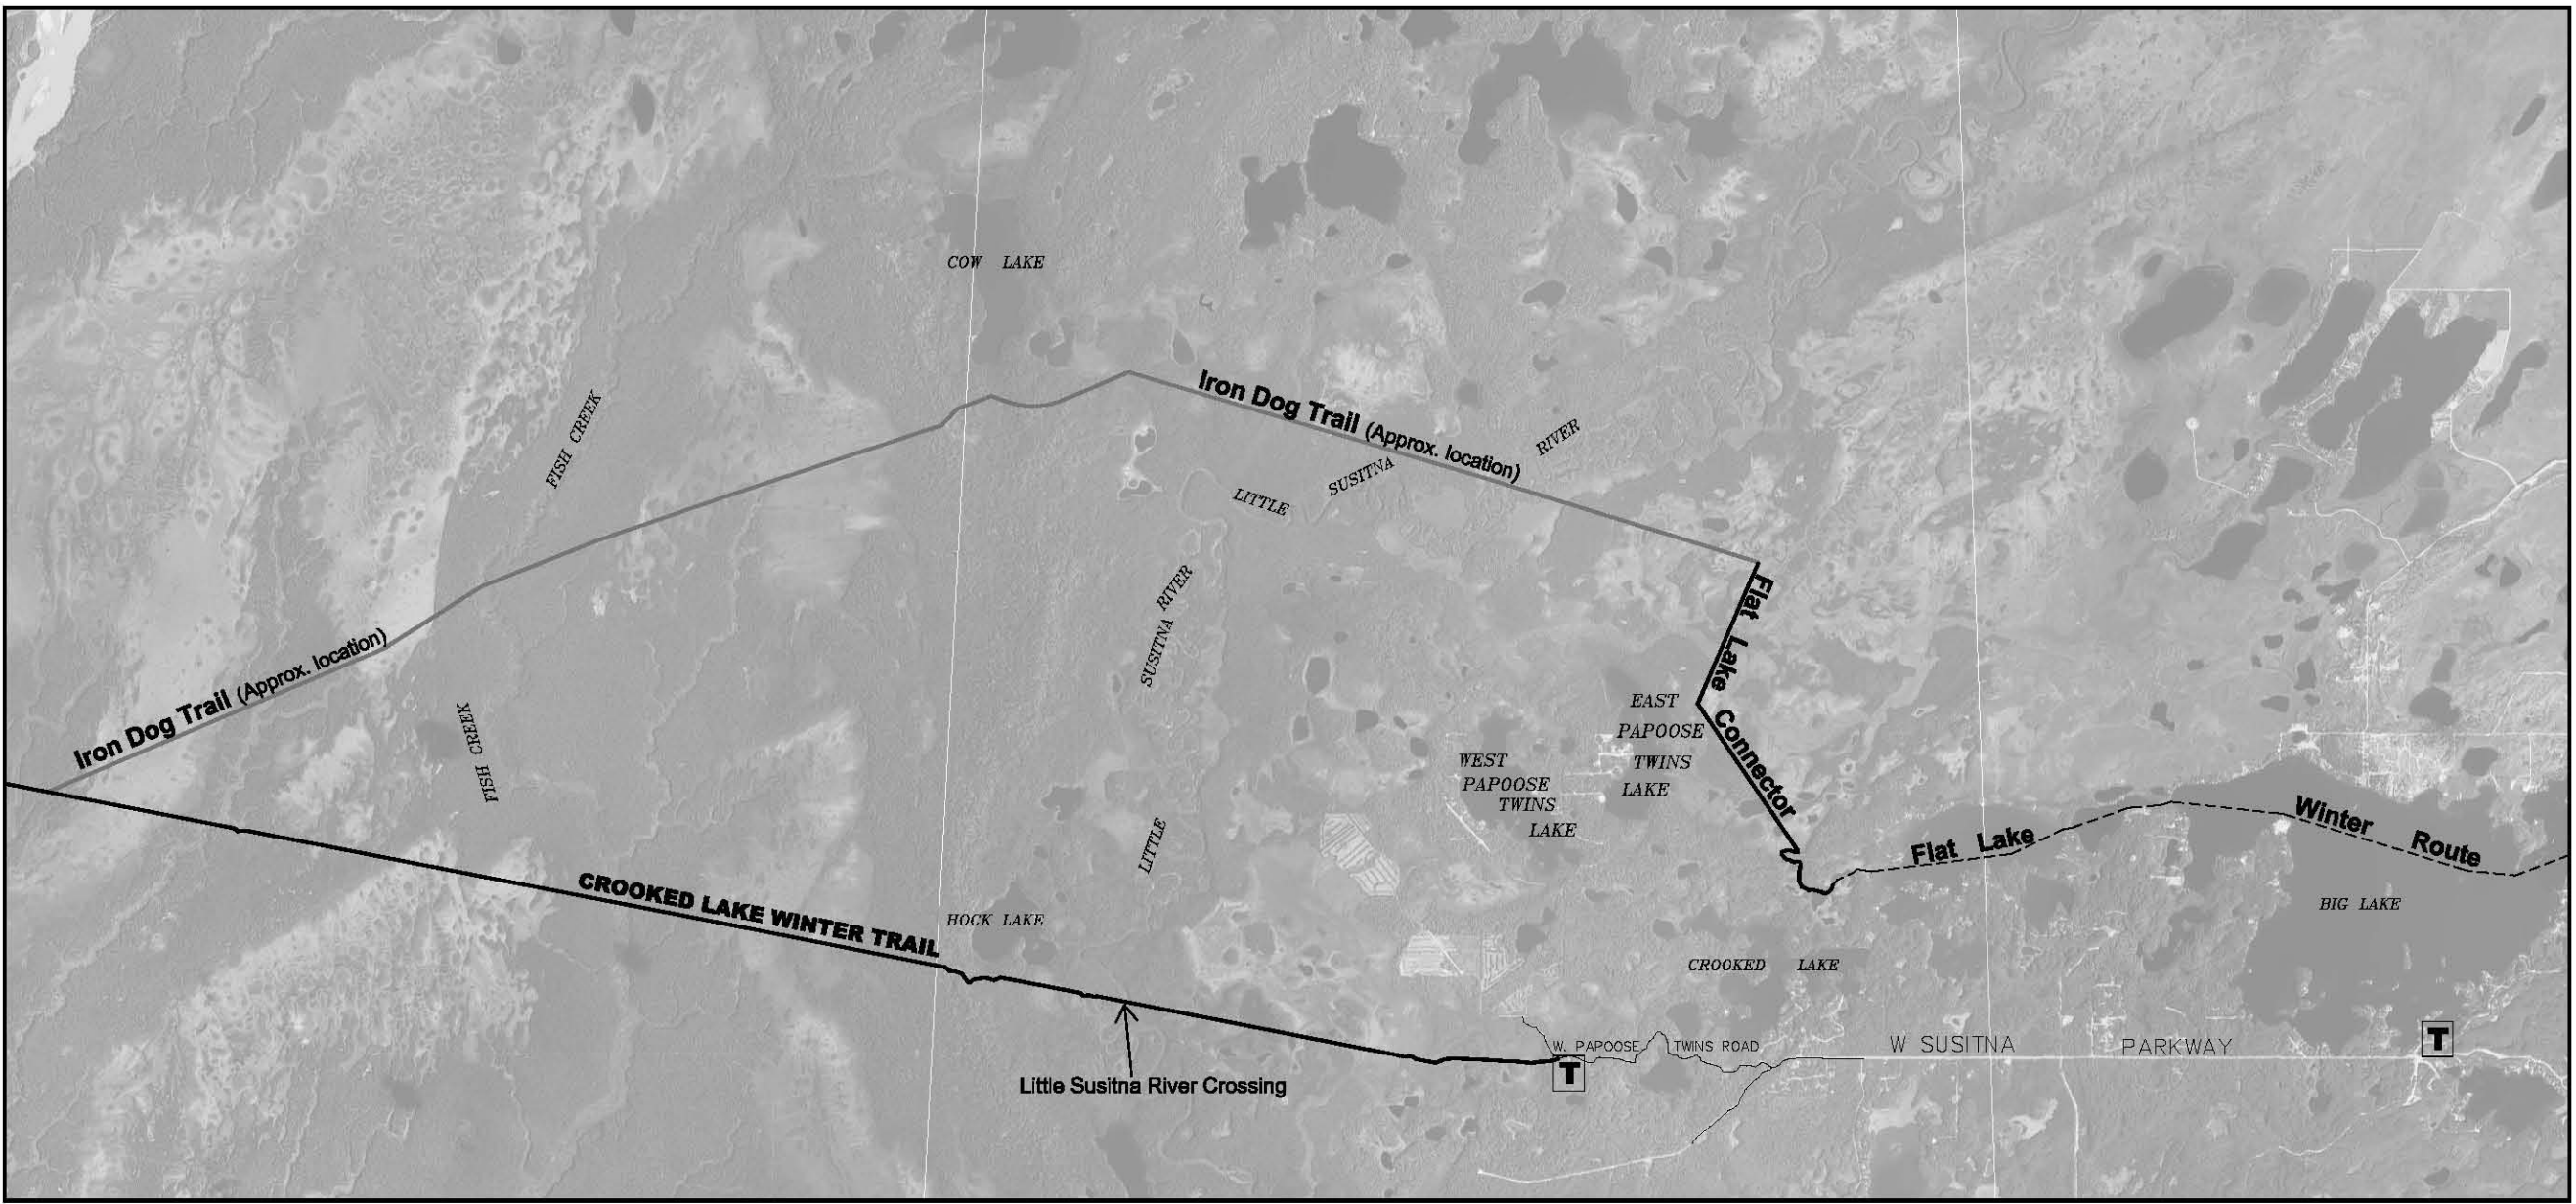 COW LAKE
Iron Dog Trail (Approx. location)
FISH CREEK
LITTLE SUSITNA RIVER
Iron Dog Trail (Approx. location)
FISH CREEK
LITTLE SUSITNA RIVER
Flat Lake Connector
EAST
PAPOOSE
TWINS
LAKE
WEST
PAPOOSE
TWINS
LAKE
Flat Lake Winter Route
BIG LAKE
CROOKED LAKE WINTER TRAIL
HOCK LAKE
CROOKED LAKE
W. PAPOOSE TWINS ROAD
W SUSITNA PARKWAY
T
T
Little Susitna River Crossing